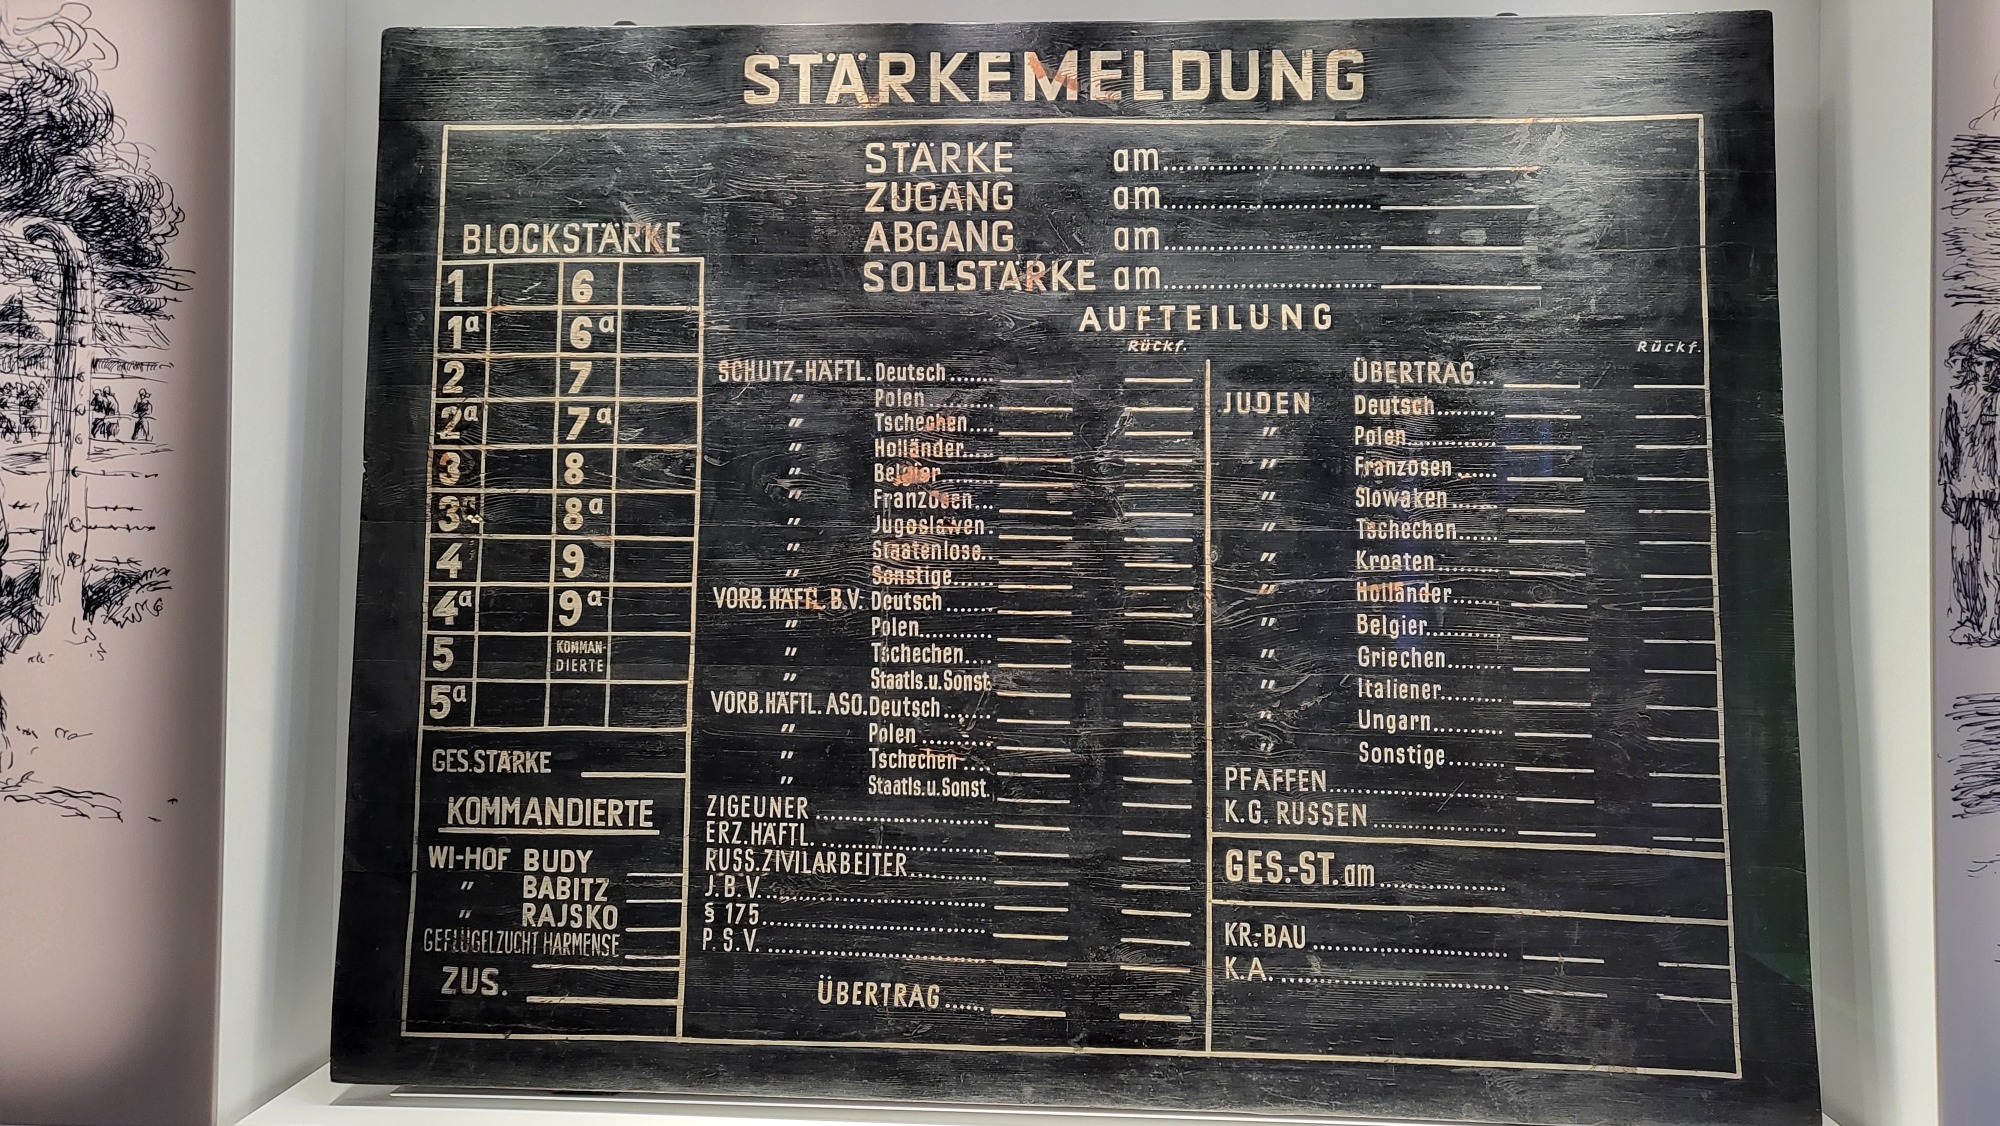 STÄRKEMELDUNG
STÄRKE am
ZUGANG am
ABGANG am
SOLLSTÄRKE am
BLOCKSTÄRKE
1 6
1a 6a
2 7
2a 7a
3 8
3a 8a
4 9
4a 9a
5 KOMMAN-
DIERTE
5a
GES.STÄRKE
KOMMANDIERTE
WI-HOF BUDY
" BABITZ
" RAJSKO
GEFLÜGELZUCHT HARMENSE
ZUS.
AUFTEILUNG
Rückf.
SCHUTZ-HÄFTL. Deutsch
" Polen
" Tschechen
" Holländer
" Belgier
" Franzosen
" Jugoslawen
" Staatenlose
" Sonstige
VORB.HÄFTL. B.V. Deutsch
" Polen
" Tschechen
" Staatls.u.Sonst.
VORB.HÄFTL. ASO. Deutsch
" Polen
" Tschechen
" Staatls.u.Sonst.
ZIGEUNER
ERZ.HÄFTL.
RUSS.ZIVILARBEITER
J.B.V.
§ 175
P.S.V.
ÜBERTRAG
Rückf.
ÜBERTRAG
JUDEN Deutsch
" Polen
" Franzosen
" Slowaken
" Tschechen
" Kroaten
" Holländer
" Belgier
" Griechen
" Italiener
" Ungarn
" Sonstige
PFAFFEN
K.G. RUSSEN
GES.-ST. am
KR.-BAU
K.A.